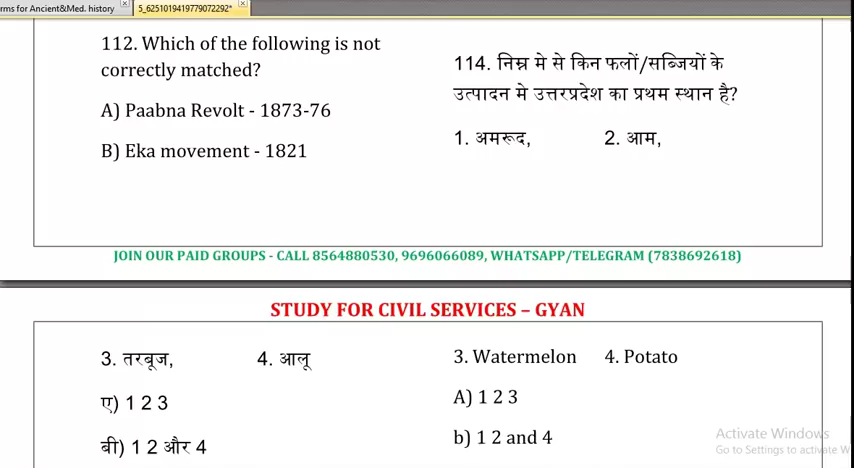 rms for Ancient&Med. history
5_6251019419779072292*
112. Which of the following is not
correctly matched?
A) Paabna Revolt - 1873-76
B) Eka movement - 1821
114. निम्न मे से किन फलों/सब्जियों के
उत्पादन मे उत्तरप्रदेश का प्रथम स्थान है?
1. अमरूद, 2. आम,
JOIN OUR PAID GROUPS - CALL 8564880530, 9696066089, WHATSAPP/TELEGRAM (7838692618)
STUDY FOR CIVIL SERVICES – GYAN
3. तरबूज, 4. आलू
ए) 1 2 3
बी) 1 2 और 4
3. Watermelon 4. Potato
A) 1 2 3
b) 1 2 and 4
Activate Windows
Go to Settings to activate W